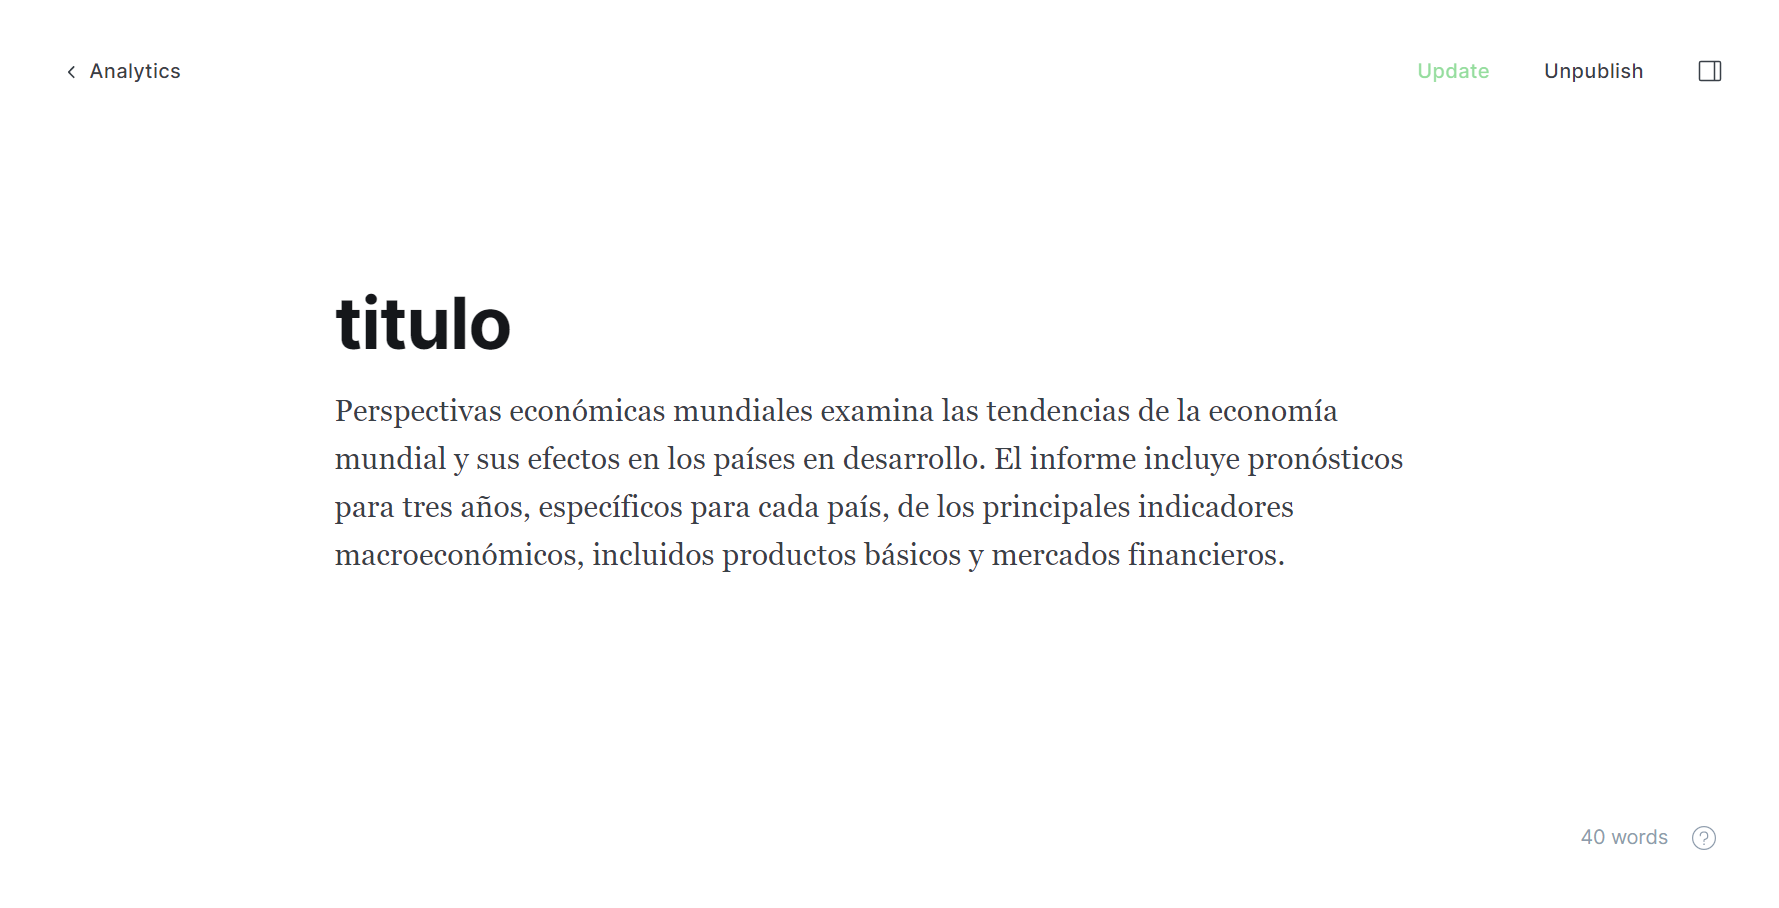 Analytics
Update
Unpublish
titulo
Perspectivas económicas mundiales examina las tendencias de la economía
mundial y sus efectos en los países en desarrollo. El informe incluye pronósticos
para tres años, específicos para cada país, de los principales indicadores
macroeconómicos, incluidos productos básicos y mercados financieros.
40 words
?